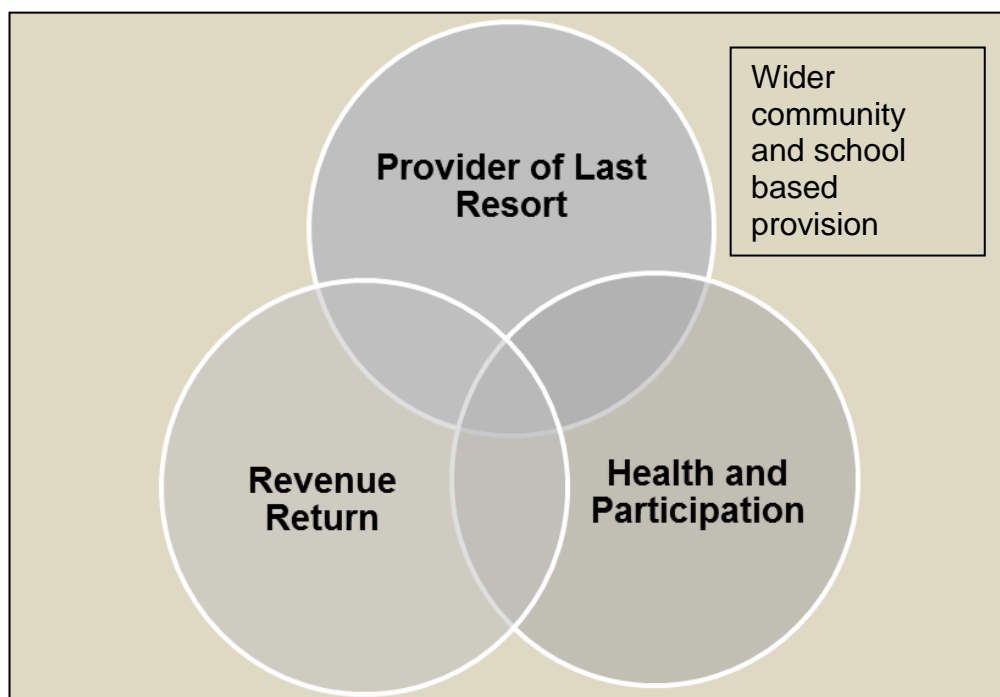 Provider of Last
Resort
Wider
community
and school
based
provision
Revenue
Return
Health and
Participation